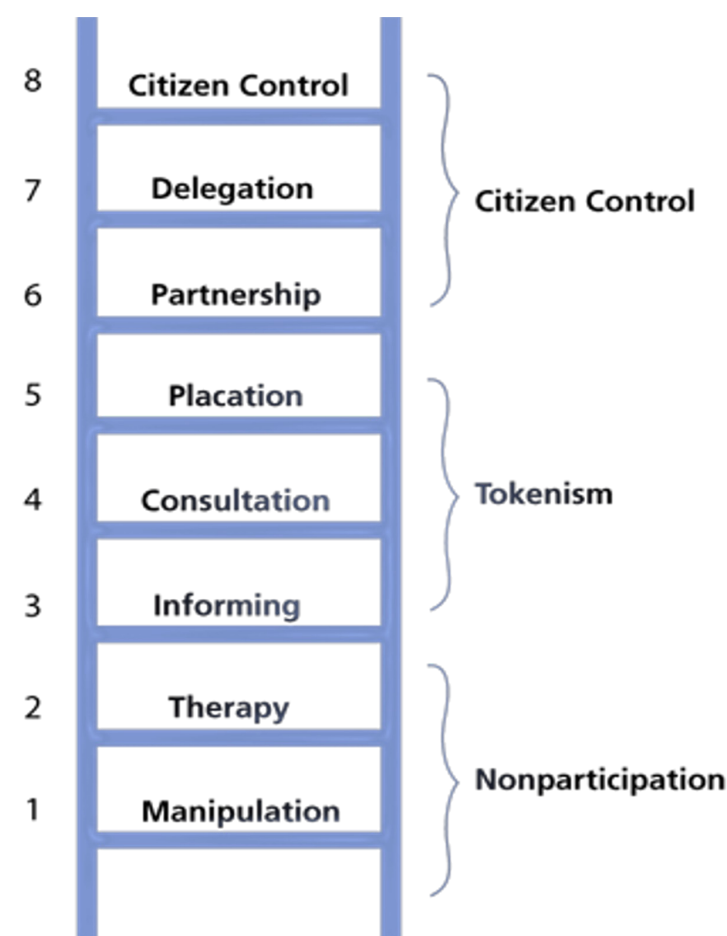 8 Citizen Control
7 Delegation
Citizen Control
6 Partnership
5 Placation
4 Consultation
Tokenism
3 Informing
2 Therapy
Nonparticipation
1 Manipulation